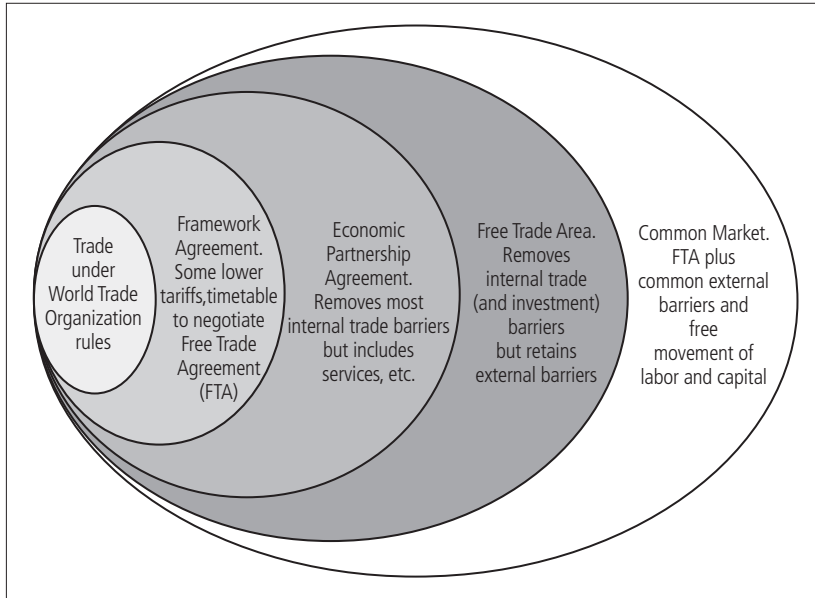 Trade
under
World Trade
Organization
rules
Framework
Agreement.
Some lower
tariffs,timetable
to negotiate
Free Trade
Agreement
(FTA)
Economic
Partnership
Agreement.
Removes most
internal trade barriers
but includes
services, etc.
Free Trade Area.
Removes
internal trade
(and investment)
barriers
but retains
external barriers
Common Market.
FTA plus
common external
barriers and
free
movement of
labor and capital